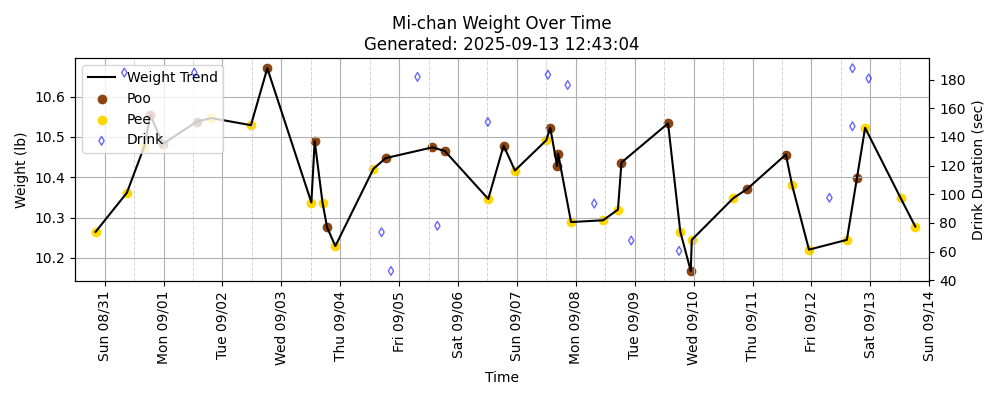 Mi-chan Weight Over Time
Generated: 2025-09-13 12:43:04
Weight Trend
Poo
Pee
Drink
Weight (lb)
10.6
10.5
10.4
10.3
10.2
180
160
140
120
100
80
60
40
Drink Duration (sec)
Sun 08/31
Mon 09/01
Tue 09/02
Wed 09/03
Thu 09/04
Fri 09/05
Sat 09/06
Sun 09/07
Mon 09/08
Tue 09/09
Wed 09/10
Thu 09/11
Fri 09/12
Sat 09/13
Sun 09/14
Time